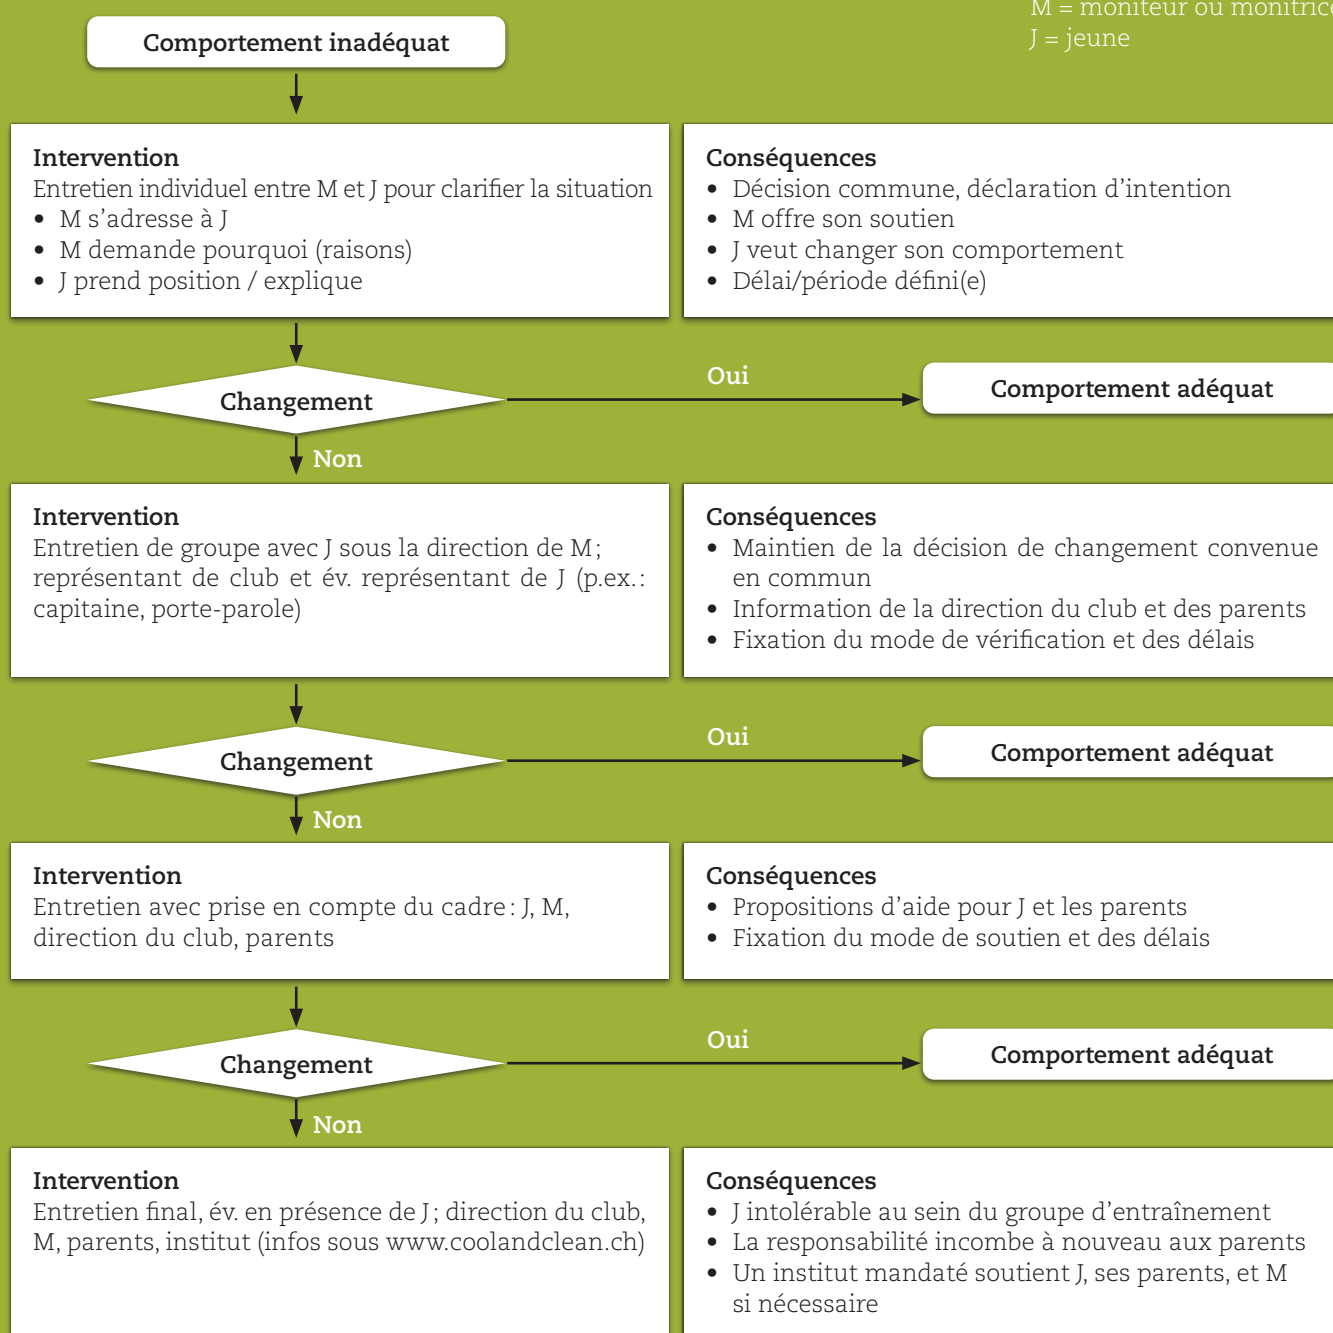 M = moniteur ou monitrice
J = jeune
Comportement inadéquat
Intervention
Entretien individuel entre M et J pour clarifier la situation
• M s’adresse à J
• M demande pourquoi (raisons)
• J prend position / explique
Conséquences
• Décision commune, déclaration d’intention
• M offre son soutien
• J veut changer son comportement
• Délai/période défini(e)
Changement
Oui
Comportement adéquat
Non
Intervention
Entretien de groupe avec J sous la direction de M ;
représentant de club et év. représentant de J (p.ex. :
capitaine, porte-parole)
Conséquences
• Maintien de la décision de changement convenue
en commun
• Information de la direction du club et des parents
• Fixation du mode de vérification et des délais
Changement
Oui
Comportement adéquat
Non
Intervention
Entretien avec prise en compte du cadre : J, M,
direction du club, parents
Conséquences
• Propositions d’aide pour J et les parents
• Fixation du mode de soutien et des délais
Changement
Oui
Comportement adéquat
Non
Intervention
Entretien final, év. en présence de J ; direction du club,
M, parents, institut (infos sous www.coolandclean.ch)
Conséquences
• J intolérable au sein du groupe d’entraînement
• La responsabilité incombe à nouveau aux parents
• Un institut mandaté soutient J, ses parents, et M
si nécessaire